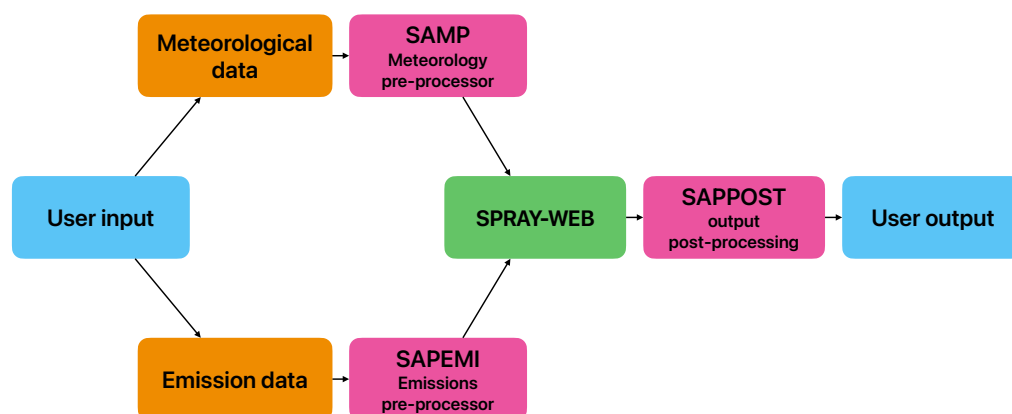 Meteorological
data
SAMP
Meteorology
pre-processor
User input
SPRAY-WEB
SAPPOST
output
post-processing
User output
Emission data
SAPEMI
Emissions
pre-processor